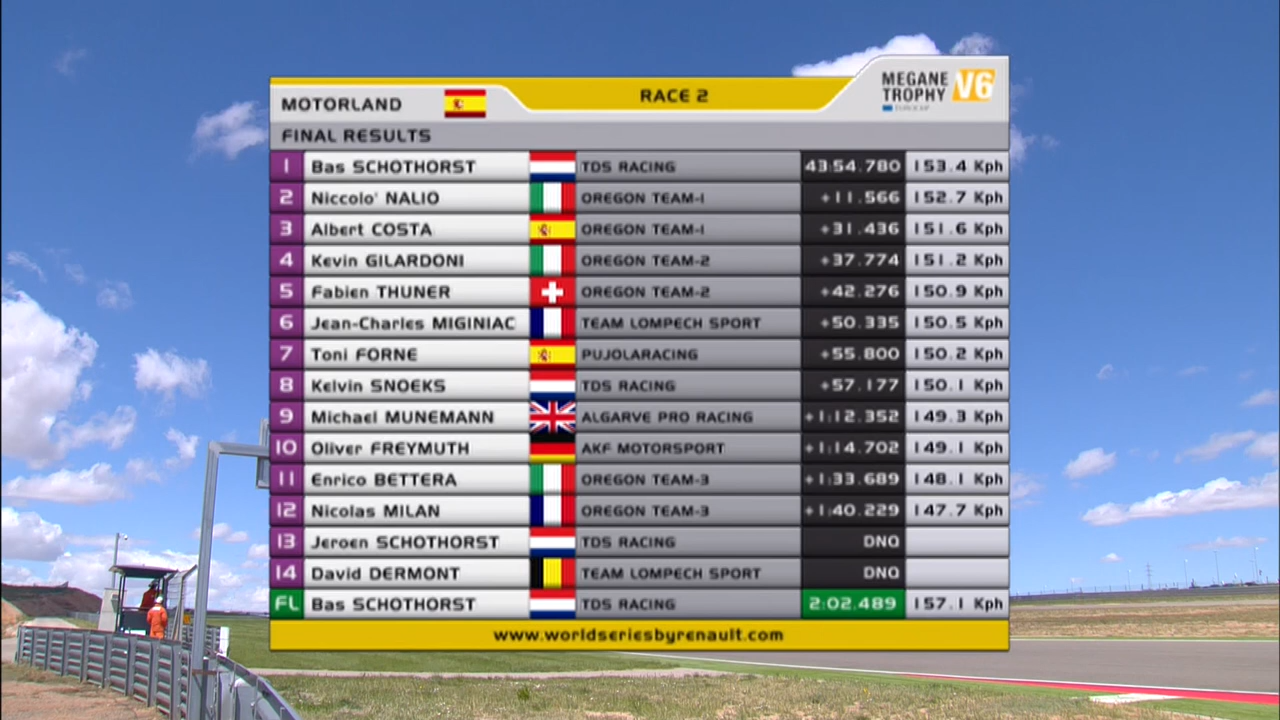 MOTORLAND RACE 2 MEGANE TROPHY V6
EUROCUP
FINAL RESULTS
1 Bas SCHOTHORST TDS RACING 43:54.780 153.4 Kph
2 Niccolo' NALIO OREGON TEAM-1 +11.566 152.7 Kph
3 Albert COSTA OREGON TEAM-1 +31.436 151.6 Kph
4 Kevin GILARDONI OREGON TEAM-2 +37.774 151.2 Kph
5 Fabien THUNER OREGON TEAM-2 +42.276 150.9 Kph
6 Jean-Charles MIGINIAC TEAM LOMPECH SPORT +50.335 150.5 Kph
7 Toni FORNE PUJOLARACING +55.800 150.2 Kph
8 Kelvin SNOEKS TDS RACING +57.177 150.1 Kph
9 Michael MUNEMANN ALGARVE PRO RACING +1:12.352 149.3 Kph
10 Oliver FREYMUTH AKF MOTORSPORT +1:14.702 149.1 Kph
11 Enrico BETTERA OREGON TEAM-3 +1:33.689 148.1 Kph
12 Nicolas MILAN OREGON TEAM-3 +1:40.229 147.7 Kph
13 Jeroen SCHOTHORST TDS RACING DNQ
14 David DERMONT TEAM LOMPECH SPORT DNQ
FL Bas SCHOTHORST TDS RACING 2:02.489 157.1 Kph
www.worldseriesbyrenault.com